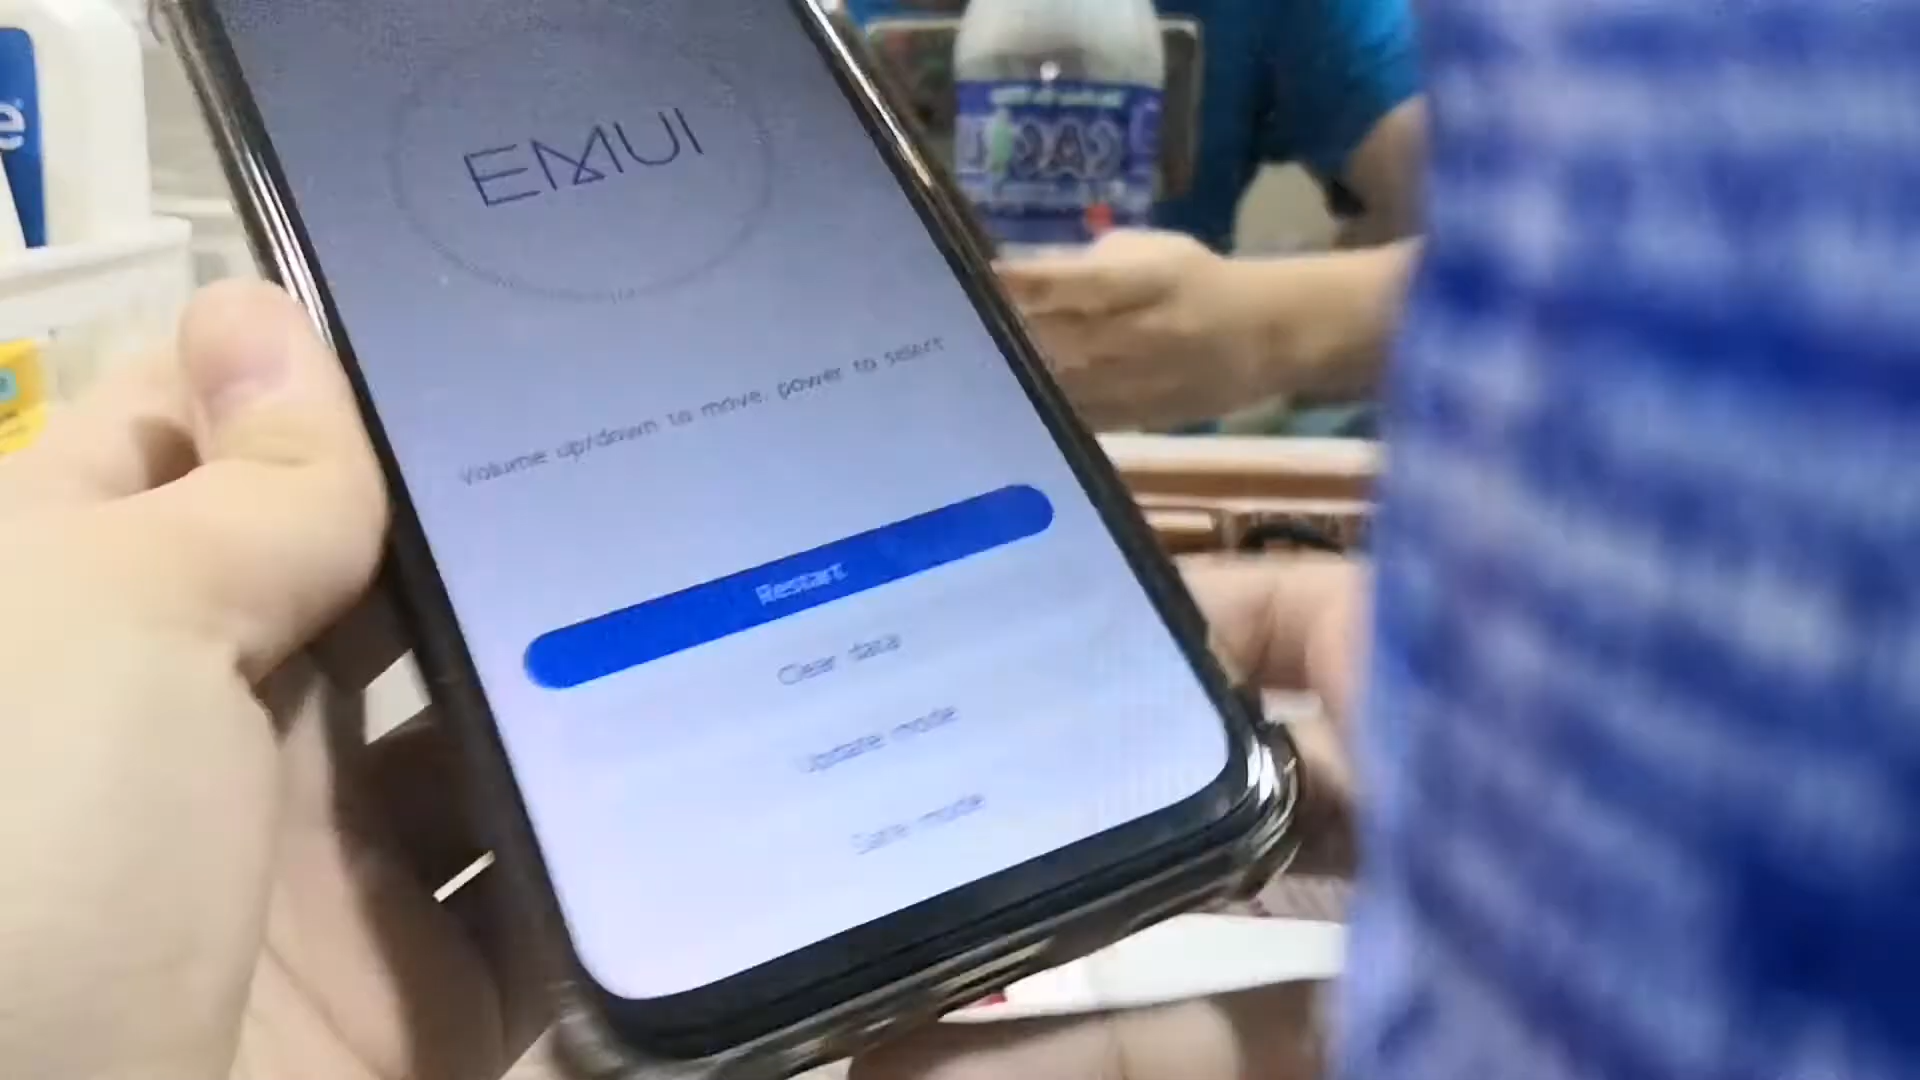 EMUI
Volume up/down to move, power to select
Restart
Clear data
Update mode
Safe mode
e